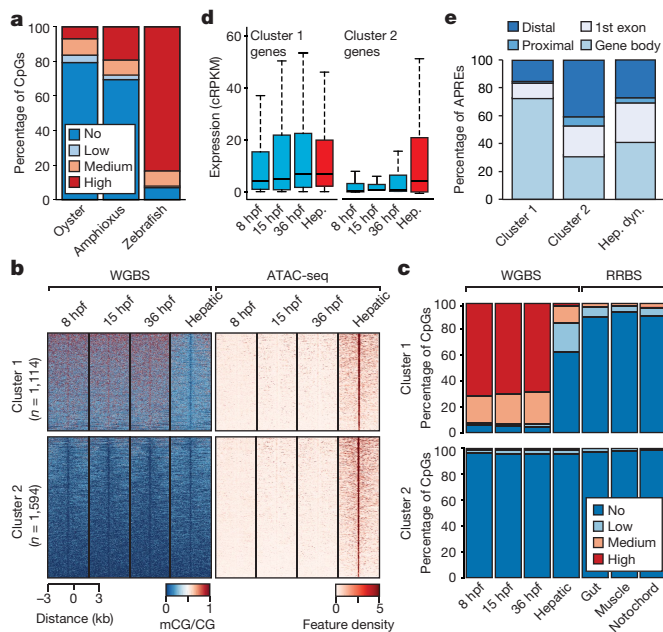 a
Percentage of CpGs
100
80
60
40
20
0
No
Low
Medium
High
Oyster
Amphioxus
Zebrafish
d
Cluster 1 genes
Cluster 2 genes
Expression (cRPKM)
60
40
20
0
8 hpf
15 hpf
36 hpf
Hep.
8 hpf
15 hpf
36 hpf
Hep.
e
Distal
1st exon
Proximal
Gene body
Percentage of APREs
100
80
60
40
20
0
Cluster 1
Cluster 2
Hep. dyn.
b
WGBS
ATAC-seq
8 hpf
15 hpf
36 hpf
Hepatic
8 hpf
15 hpf
36 hpf
Hepatic
Cluster 1
(n = 1,114)
Cluster 2
(n = 1,594)
−3 0 3
Distance (kb)
0 1
mCG/CG
0 5
Feature density
c
WGBS
RRBS
Cluster 1
Percentage of CpGs
100
80
60
40
20
0
Cluster 2
Percentage of CpGs
100
80
60
40
20
0
No
Low
Medium
High
8 hpf
15 hpf
36 hpf
Hepatic
Gut
Muscle
Notochord